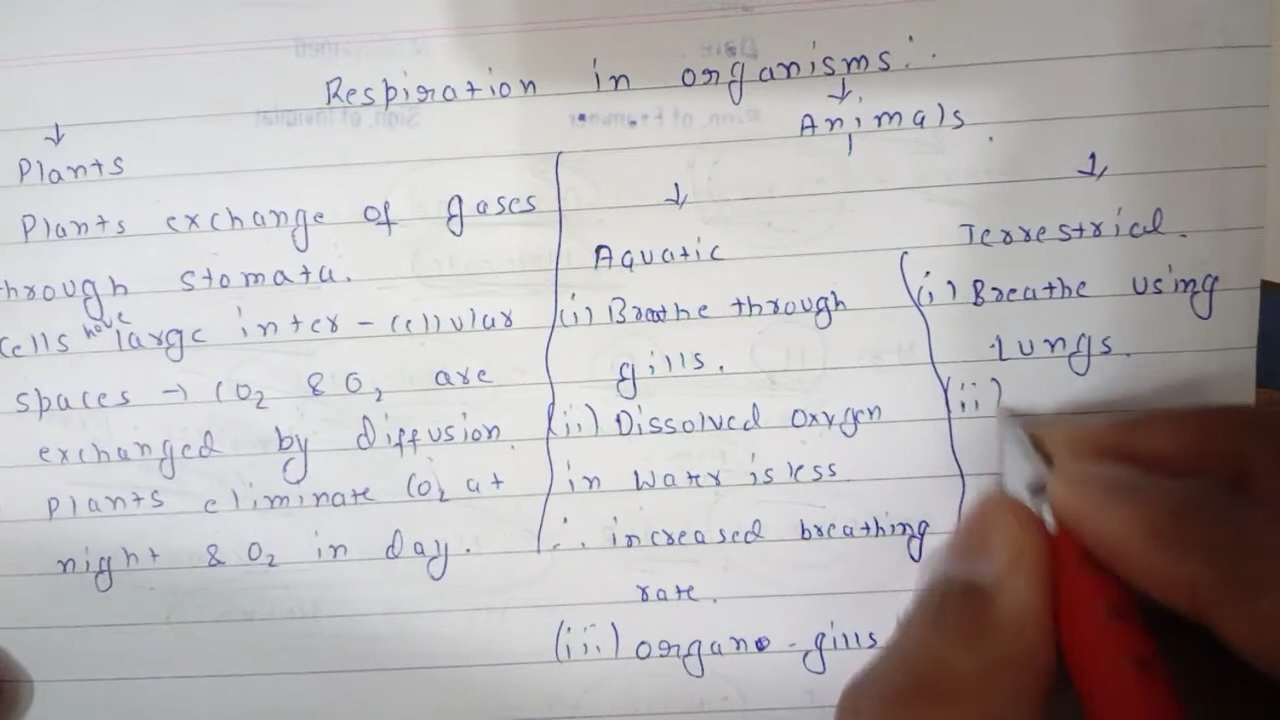 Respiration in organisms:
Animals
Plants
Plants exchange of gases
hrough stomata.
cells have large inter-cellular
spaces → CO2 & O2 are
exchanged by diffusion.
Plants eliminate CO2 at
night & O2 in day.
Aquatic
(i) Breathe through
gills.
(ii) Dissolved oxygen
in Water is less
∴ increased breathing
rate.
(iii) organ - gills
Terrestrial.
(i) Breathe using
lungs.
(ii)